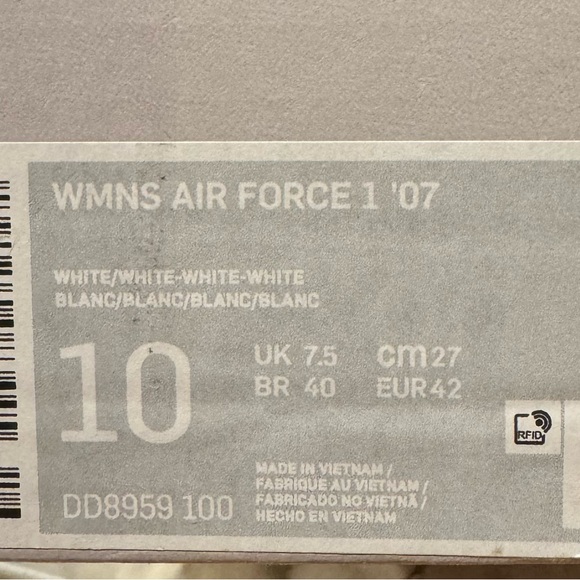 WMNS AIR FORCE 1 '07
WHITE/WHITE-WHITE-WHITE
BLANC/BLANC/BLANC/BLANC
10
UK 7.5 cm 27
BR 40 EUR 42
RFID
MADE IN VIETNAM /
FABRIQUE AU VIETNAM /
FABRICADO NO VIETNÃ /
HECHO EN VIETNAM
DD8959 100